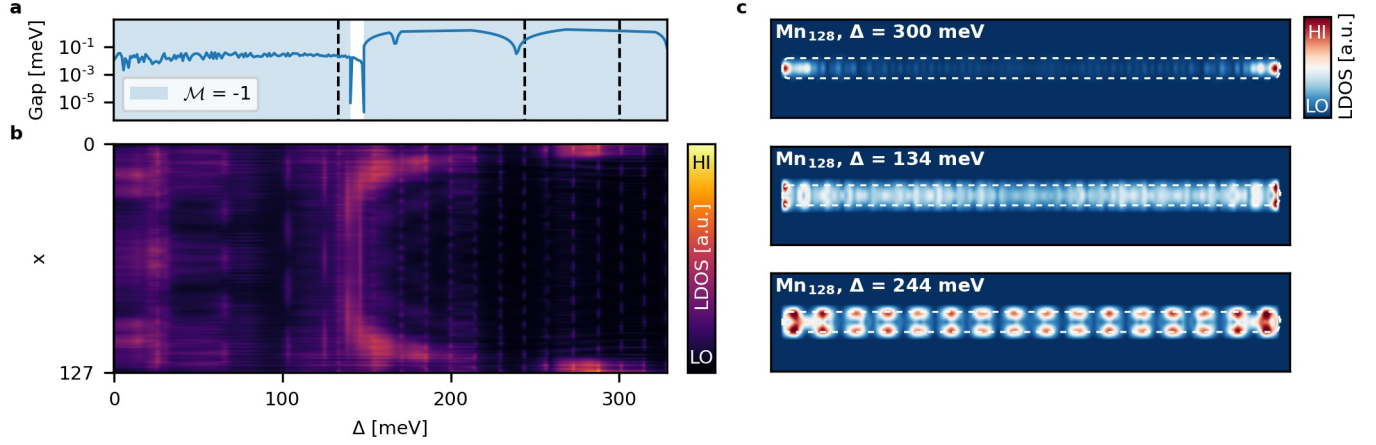 a
Gap [meV]
10⁻¹
10⁻³
10⁻⁵
ℳ = -1
b
x
0
127
HI
LDOS [a.u.]
LO
0
100
200
300
Δ [meV]
c
Mn₁₂₈, Δ = 300 meV
HI
LO
LDOS [a.u.]
Mn₁₂₈, Δ = 134 meV
Mn₁₂₈, Δ = 244 meV